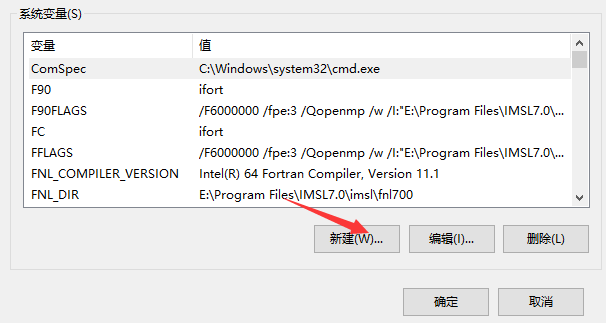 系统变量(S)
变量 值
ComSpec C:\Windows\system32\cmd.exe
F90 ifort
F90FLAGS /F6000000 /fpe:3 /Qopenmp /w /I:"E:\Program Files\IMSL7.0\...
FC ifort
FFLAGS /F6000000 /fpe:3 /Qopenmp /w /I:"E:\Program Files\IMSL7.0\...
FNL_COMPILER_VERSION Intel(R) 64 Fortran Compiler, Version 11.1
FNL_DIR E:\Program Files\IMSL7.0\imsl\fnl700
新建(W)... 编辑(I)... 删除(L)
确定 取消